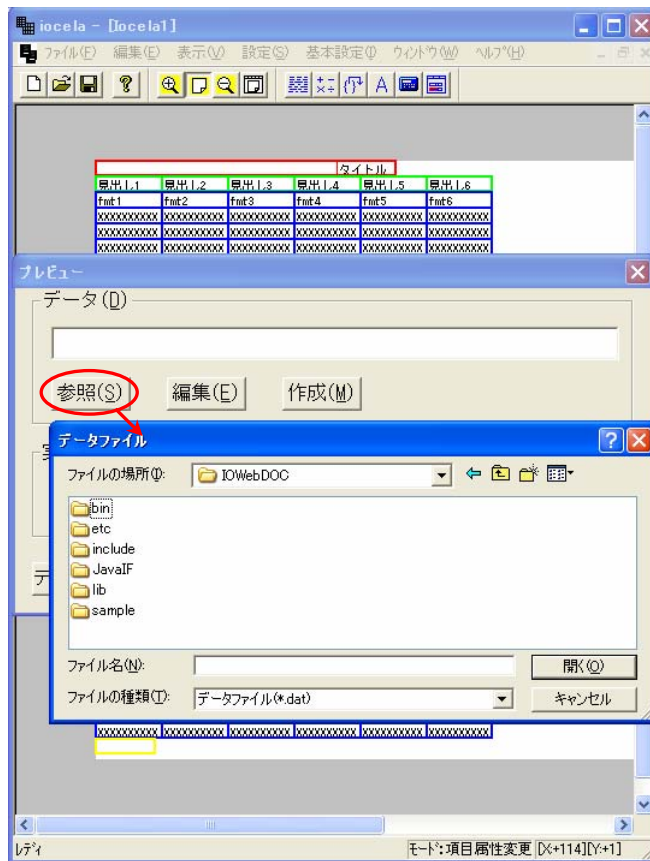 iocela - [Iocela1]
ファイル(F) 編集(E) 表示(V) 設定(S) 基本設定(I) ウィンドウ(W) ヘルプ(H)
タイトル
見出し1 見出し2 見出し3 見出し4 見出し5 見出し6
fmt1 fmt2 fmt3 fmt4 fmt5 fmt6
XXXXXXXXXX XXXXXXXXXX XXXXXXXXXX XXXXXXXXXX XXXXXXXXXX XXXXXXXXXX
XXXXXXXXXX XXXXXXXXXX XXXXXXXXXX XXXXXXXXXX XXXXXXXXXX XXXXXXXXXX
XXXXXXXXXX XXXXXXXXXX XXXXXXXXXX XXXXXXXXXX XXXXXXXXXX XXXXXXXXXX
プレビュー
データ(D)
参照(S) 編集(E) 作成(M)
データファイル
ファイルの場所(I): IOWebDOC
bin
etc
include
JavaIF
lib
sample
ファイル名(N): 開く(O)
ファイルの種類(T): データファイル(*.dat) キャンセル
XXXXXXXXXX XXXXXXXXXX XXXXXXXXXX XXXXXXXXXX XXXXXXXXXX XXXXXXXXXX
レディ モード:項目属性変更 [X:+114][Y:+1]